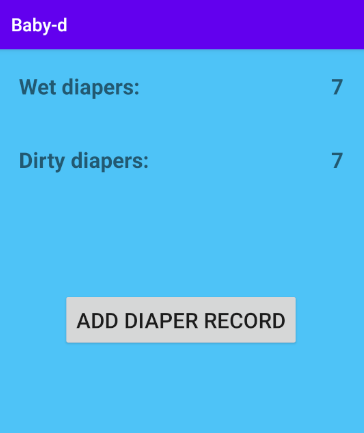 Baby-d
Wet diapers: 7
Dirty diapers: 7
ADD DIAPER RECORD